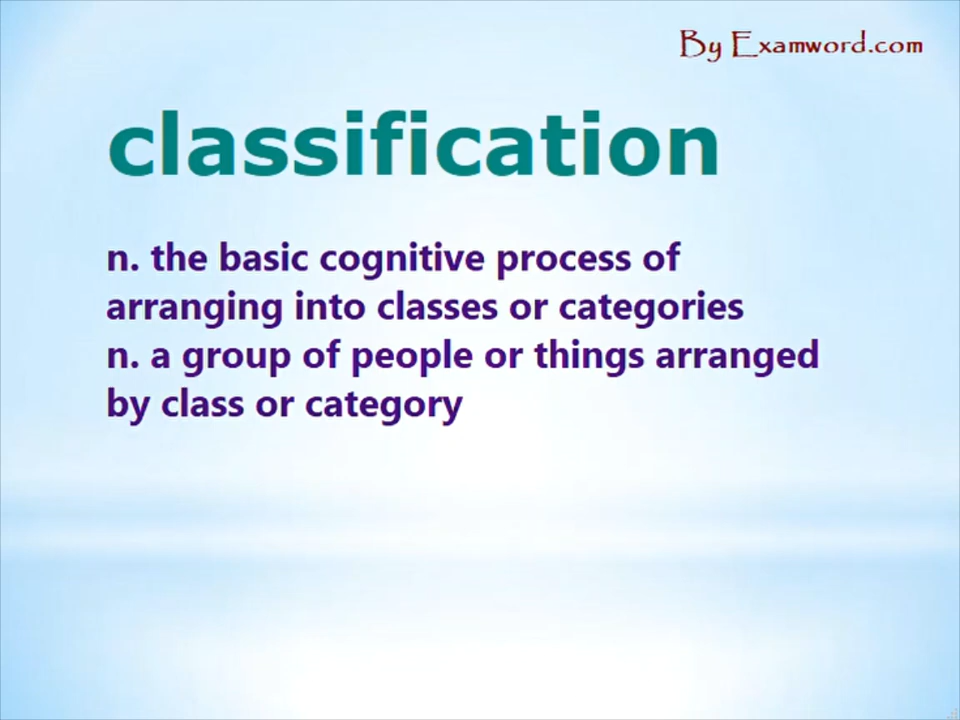 By Examword.com
classification
n. the basic cognitive process of
arranging into classes or categories
n. a group of people or things arranged
by class or category